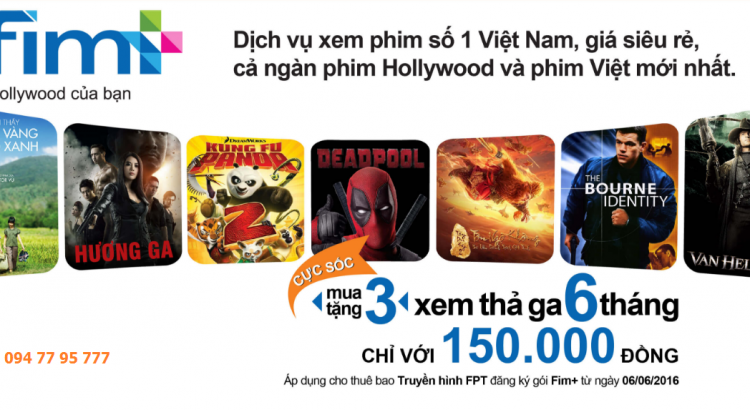 fim+
ollywood của bạn
Dịch vụ xem phim số 1 Việt Nam, giá siêu rẻ,
cả ngàn phim Hollywood và phim Việt mới nhất.
THẤY
VÀNG
XANH
HƯƠNG GA
DREAMWORKS
KUNG FU
PANDA
2
DEADPOOL
THE
BOURNE
IDENTITY
VAN HEL
CỰC SỐC
mua 3 tặng 3 xem thả ga 6 tháng
CHỈ VỚI 150.000 ĐỒNG
094 77 95 777
Áp dụng cho thuê bao Truyền hình FPT đăng ký gói Fim+ từ ngày 06/06/2016